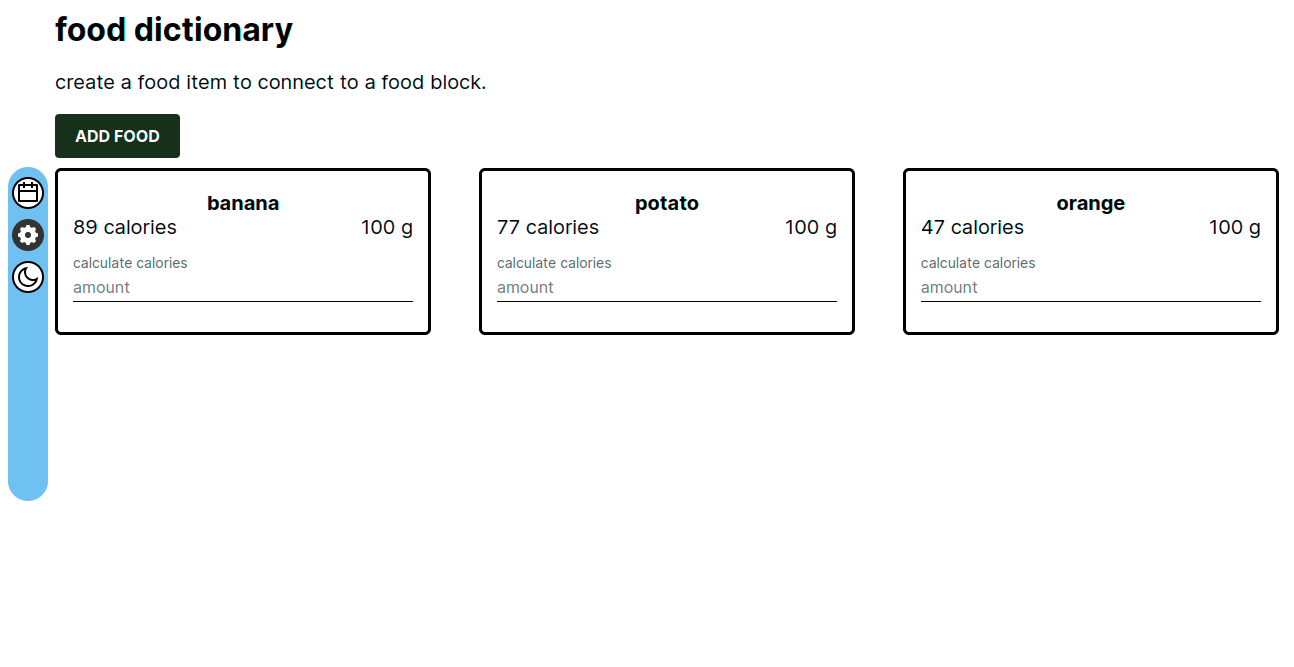 food dictionary
create a food item to connect to a food block.
ADD FOOD
banana
89 calories 100 g
calculate calories
amount
potato
77 calories 100 g
calculate calories
amount
orange
47 calories 100 g
calculate calories
amount